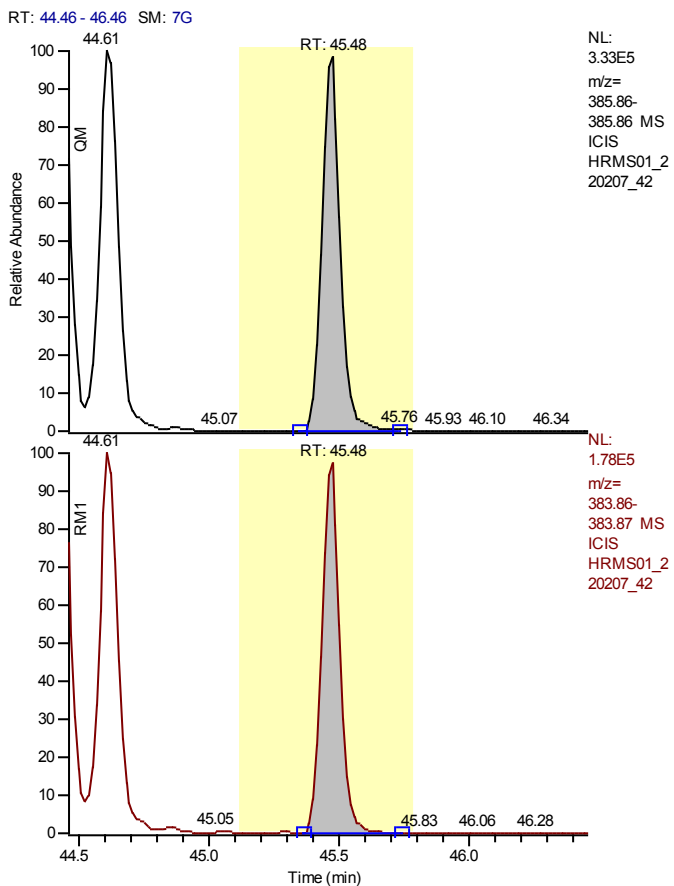 RT: 44.46 - 46.46 SM: 7G
44.61
RT: 45.48
100
90
80
70
60
50
40
30
20
10
0
Relative Abundance
QM
45.07
45.76
45.93
46.10
46.34
NL:
3.33E5
m/z=
385.86-
385.86 MS
ICIS
HRMS01_2
20207_42
44.61
RT: 45.48
100
90
80
70
60
50
40
30
20
10
0
RM1
45.05
45.83
46.06
46.28
NL:
1.78E5
m/z=
383.86-
383.87 MS
ICIS
HRMS01_2
20207_42
44.5
45.0
45.5
46.0
Time (min)